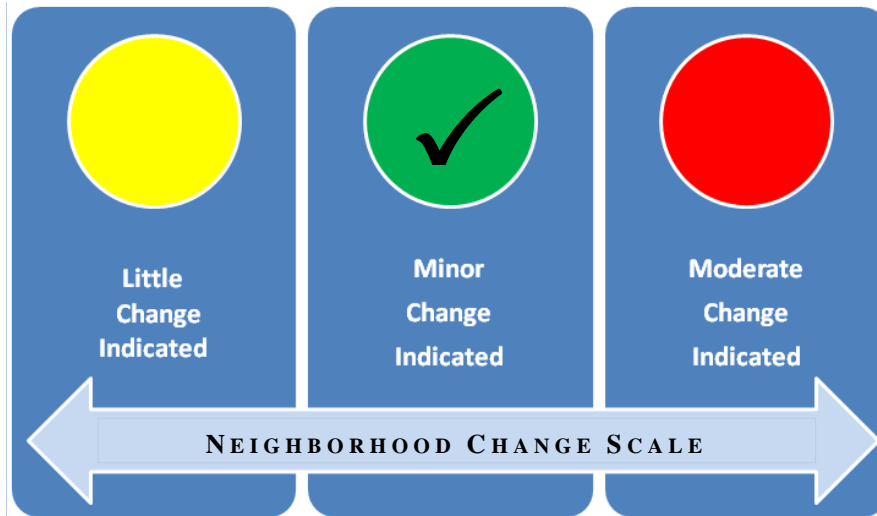 Little
Change
Indicated
Minor
Change
Indicated
Moderate
Change
Indicated
NEIGHBORHOOD CHANGE SCALE